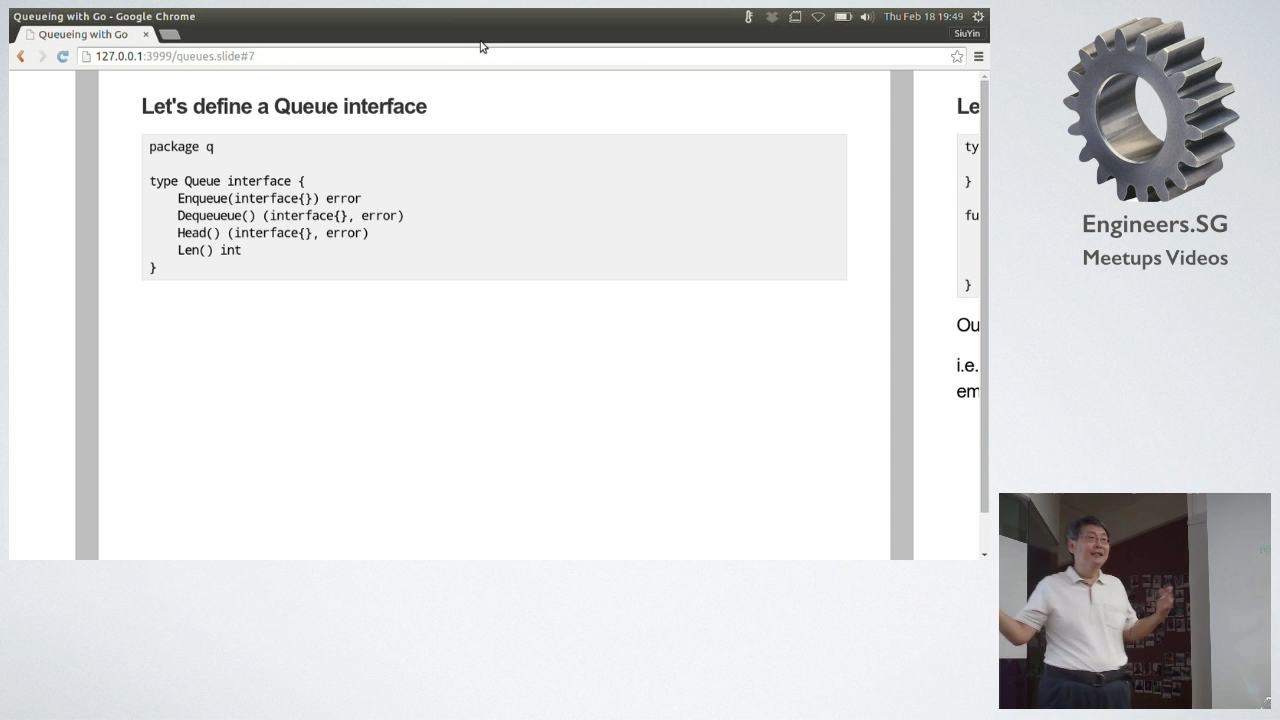 Queueing with Go - Google Chrome
Thu Feb 18 19:49
Queueing with Go
SiuYin
127.0.0.1:3999/queues.slide#7
Let's define a Queue interface
package q
type Queue interface {
Enqueue(interface{}) error
Dequeueue() (interface{}, error)
Head() (interface{}, error)
Len() int
}
Le
ty
}
fu
}
Ou
i.e.
em
Engineers.SG
Meetups Videos